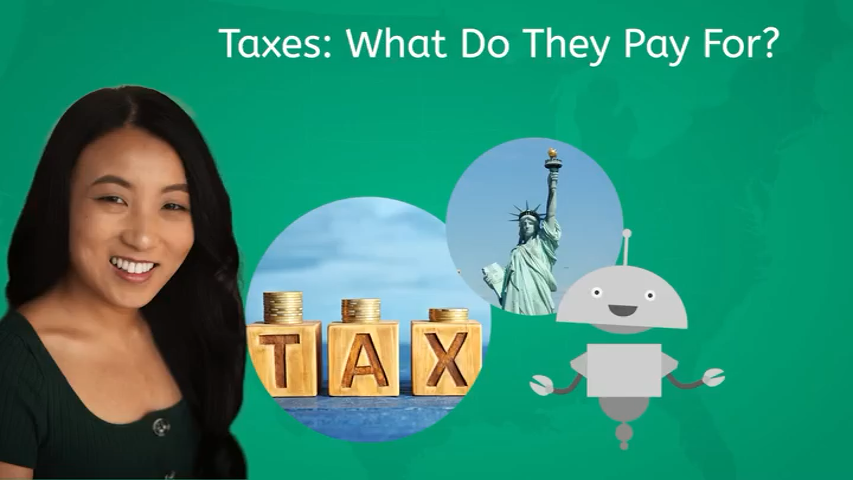 Taxes: What Do They Pay For?
TAX